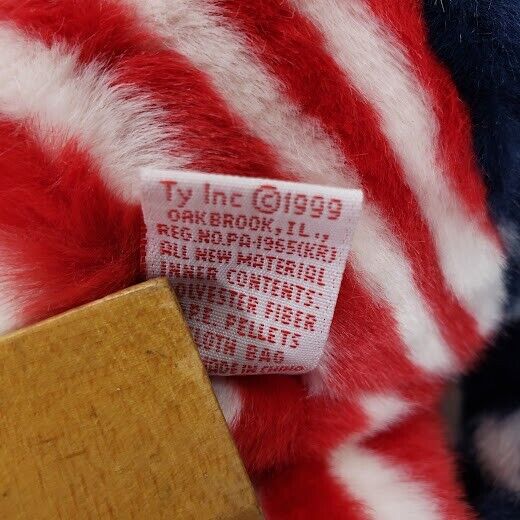 Ty Inc ©1999
OAKBROOK, IL.,
REG.NO.PA-1965(KR)
ALL NEW MATERIAL
INNER CONTENTS:
POLYESTER FIBER
P.E. PELLETS
CLOTH BAG
MADE IN CHINA